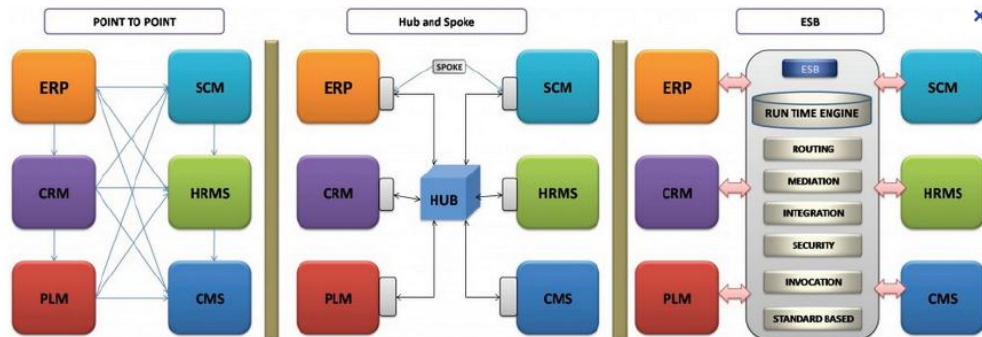 POINT TO POINT
ERP
SCM
CRM
HRMS
PLM
CMS
Hub and Spoke
SPOKE
ERP
SCM
CRM
HUB
HRMS
PLM
CMS
ESB
ERP
ESB
SCM
RUN TIME ENGINE
ROUTING
CRM
MEDIATION
HRMS
INTEGRATION
SECURITY
PLM
INVOCATION
CMS
STANDARD BASED